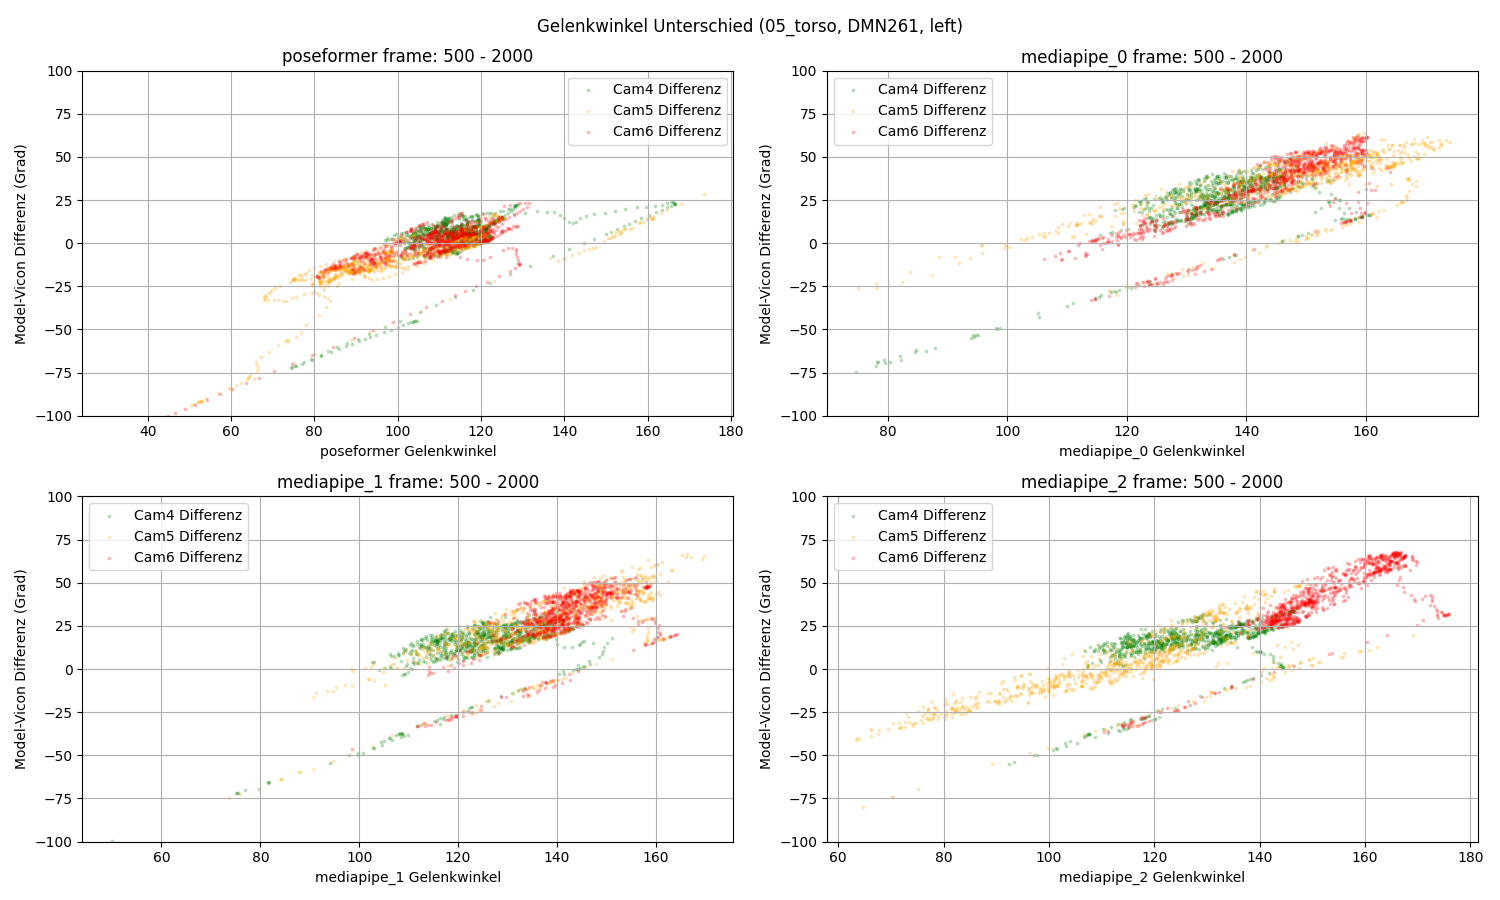 Gelenkwinkel Unterschied (05_torso, DMN261, left)
poseformer frame: 500 - 2000
Model-Vicon Differenz (Grad)
100
75
50
25
0
−25
−50
−75
−100
Cam4 Differenz
Cam5 Differenz
Cam6 Differenz
40 60 80 100 120 140 160 180
poseformer Gelenkwinkel
mediapipe_0 frame: 500 - 2000
Model-Vicon Differenz (Grad)
100
75
50
25
0
−25
−50
−75
−100
Cam4 Differenz
Cam5 Differenz
Cam6 Differenz
80 100 120 140 160
mediapipe_0 Gelenkwinkel
mediapipe_1 frame: 500 - 2000
Model-Vicon Differenz (Grad)
100
75
50
25
0
−25
−50
−75
−100
Cam4 Differenz
Cam5 Differenz
Cam6 Differenz
60 80 100 120 140 160
mediapipe_1 Gelenkwinkel
mediapipe_2 frame: 500 - 2000
Model-Vicon Differenz (Grad)
100
75
50
25
0
−25
−50
−75
−100
Cam4 Differenz
Cam5 Differenz
Cam6 Differenz
60 80 100 120 140 160 180
mediapipe_2 Gelenkwinkel